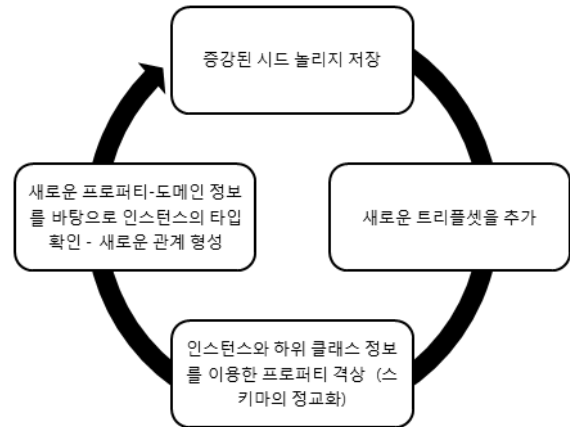 증강된 시드 놀리지 저장
새로운 프로퍼티-도메인 정보
를 바탕으로 인스턴스의 타입
확인 - 새로운 관계 형성
새로운 트리플셋을 추가
인스턴스와 하위 클래스 정보
를 이용한 프로퍼티 격상 (스
키마의 정교화)